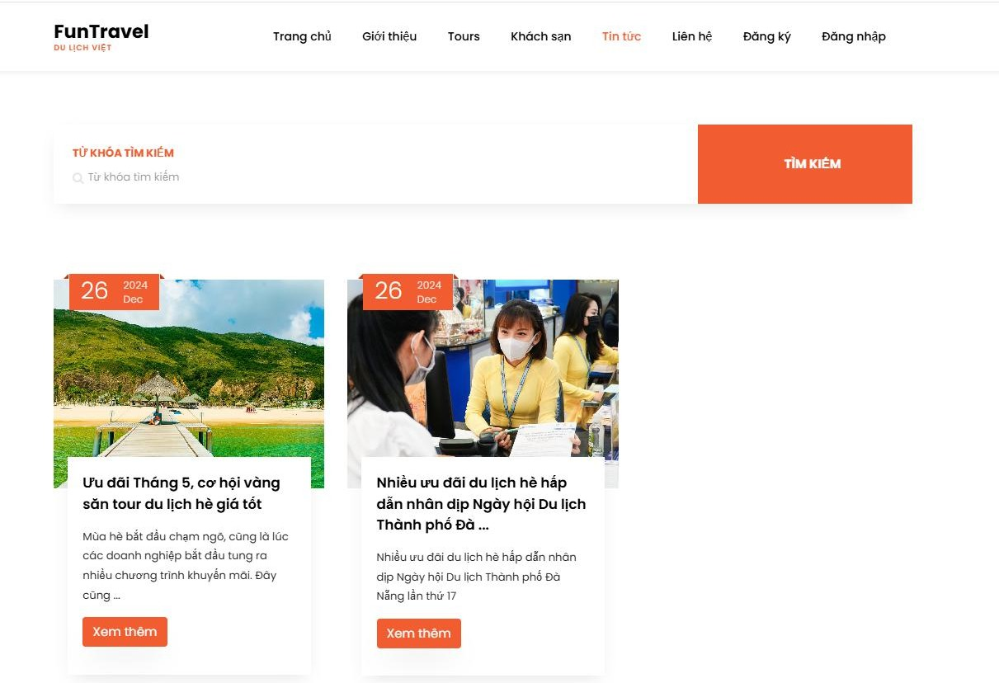 FunTravel
DU LỊCH VIỆT
Trang chủ Giới thiệu Tours Khách sạn Tin tức Liên hệ Đăng ký Đăng nhập
TỪ KHÓA TÌM KIẾM
Từ khóa tìm kiếm
TÌM KIẾM
26 2024
Dec
Ưu đãi Tháng 5, cơ hội vàng
săn tour du lịch hè giá tốt
Mùa hè bắt đầu chạm ngõ, cũng là lúc
các doanh nghiệp bắt đầu tung ra
nhiều chương trình khuyến mãi. Đây
cũng ...
Xem thêm
26 2024
Dec
Nhiều ưu đãi du lịch hè hấp
dẫn nhân dịp Ngày hội Du lịch
Thành phố Đà ...
Nhiều ưu đãi du lịch hè hấp dẫn nhân
dịp Ngày hội Du lịch Thành phố Đà
Nẵng lần thứ 17
Xem thêm